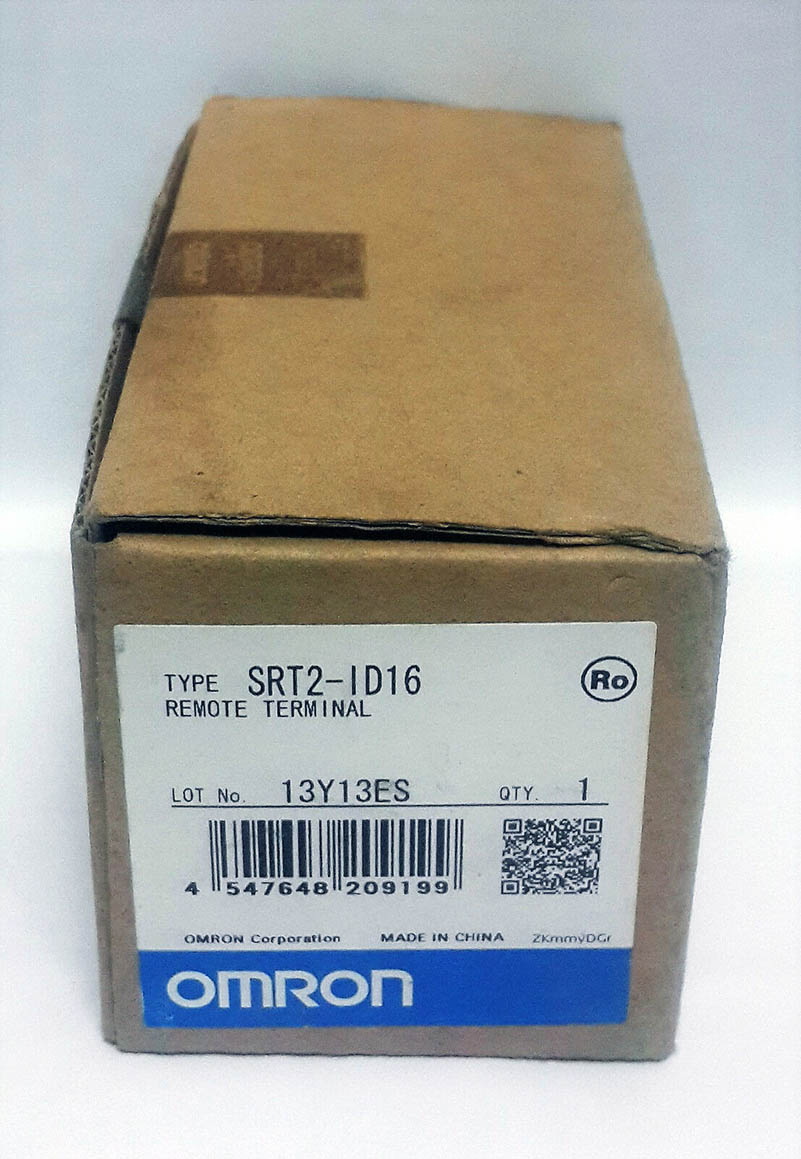 TYPE SRT2-ID16
Ro
REMOTE TERMINAL
LOT No. 13Y13ES QTY. 1
4 547648 209199
OMRON Corporation MADE IN CHINA ZKmmyDGr
OMRON